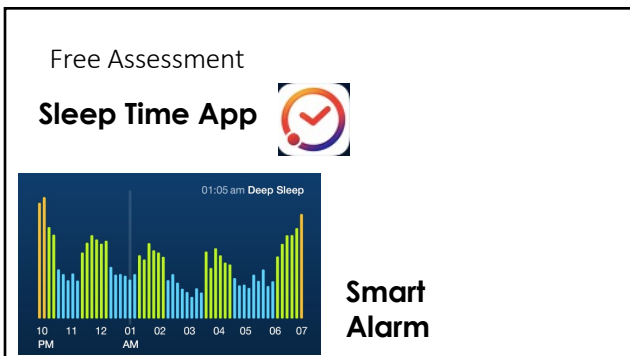 Free Assessment
Sleep Time App
01:05 am Deep Sleep
10 11 12 01 02 03 04 05 06 07
PM AM
Smart
Alarm